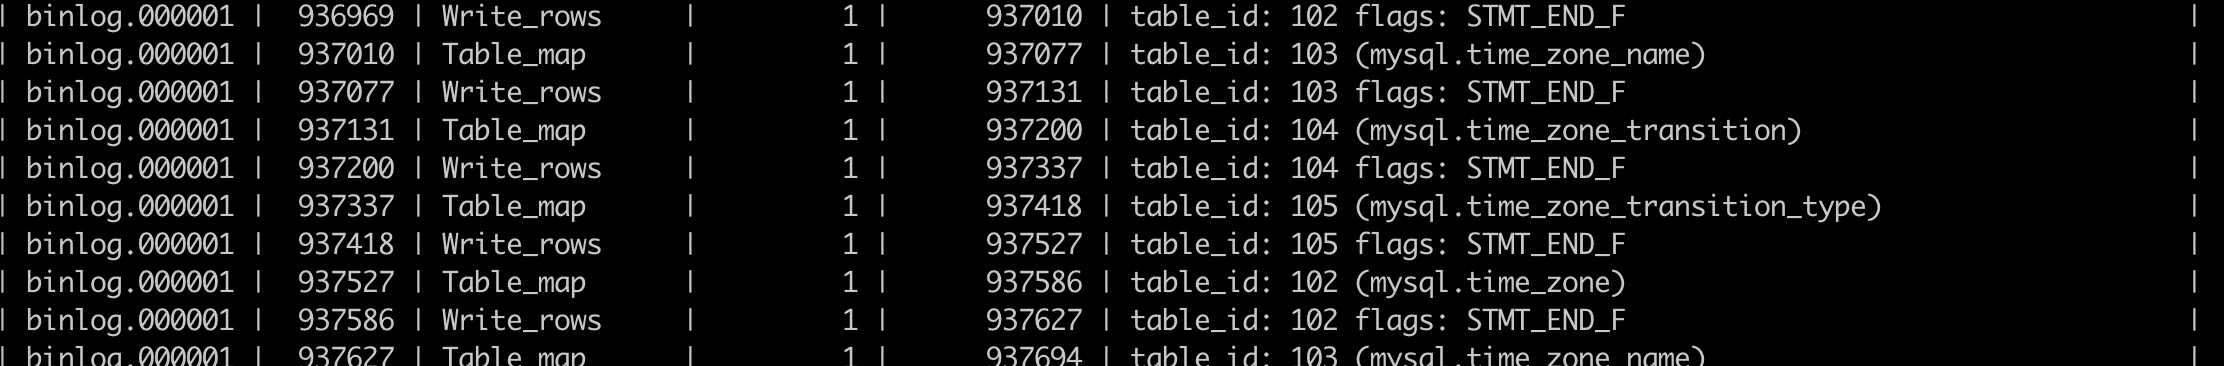 | binlog.000001 | 936969 | Write_rows | 1 | 937010 | table_id: 102 flags: STMT_END_F |
| binlog.000001 | 937010 | Table_map | 1 | 937077 | table_id: 103 (mysql.time_zone_name) |
| binlog.000001 | 937077 | Write_rows | 1 | 937131 | table_id: 103 flags: STMT_END_F |
| binlog.000001 | 937131 | Table_map | 1 | 937200 | table_id: 104 (mysql.time_zone_transition) |
| binlog.000001 | 937200 | Write_rows | 1 | 937337 | table_id: 104 flags: STMT_END_F |
| binlog.000001 | 937337 | Table_map | 1 | 937418 | table_id: 105 (mysql.time_zone_transition_type) |
| binlog.000001 | 937418 | Write_rows | 1 | 937527 | table_id: 105 flags: STMT_END_F |
| binlog.000001 | 937527 | Table_map | 1 | 937586 | table_id: 102 (mysql.time_zone) |
| binlog.000001 | 937586 | Write_rows | 1 | 937627 | table_id: 102 flags: STMT_END_F |
| binlog.000001 | 937627 | Table_map | 1 | 937694 | table_id: 103 (mysql.time_zone_name) |